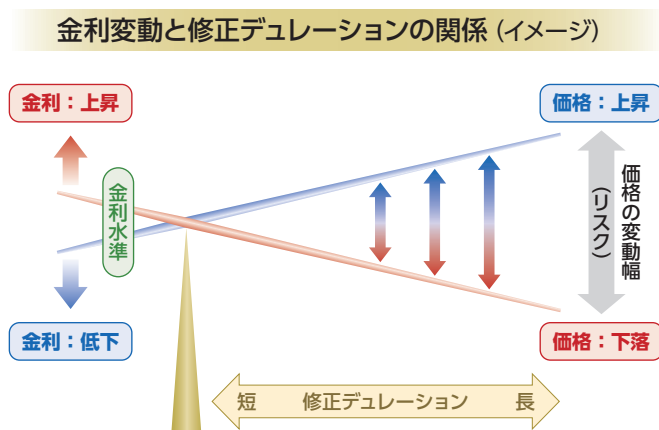 金利変動と修正デュレーションの関係(イメージ)
金利：上昇
価格：上昇
金利水準
価格の変動幅
(リスク)
金利：低下
価格：下落
短 修正デュレーション 長